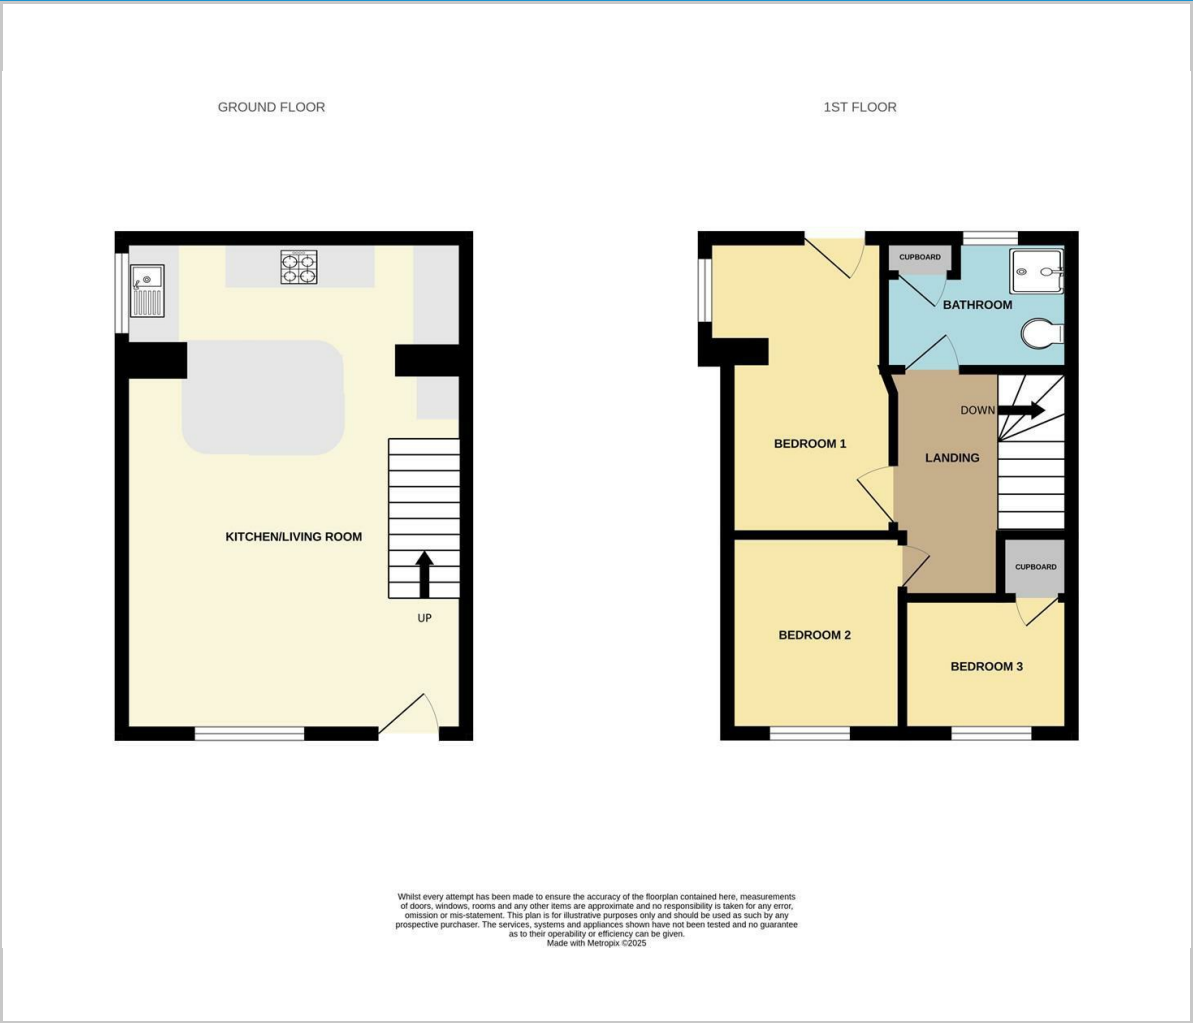 GROUND FLOOR
1ST FLOOR
CUPBOARD
BATHROOM
DOWN
BEDROOM 1
LANDING
KITCHEN/LIVING ROOM
CUPBOARD
UP
BEDROOM 2
BEDROOM 3
Whilst every attempt has been made to ensure the accuracy of the floorplan contained here, measurements
of doors, windows, rooms and any other items are approximate and no responsibility is taken for any error,
omission or mis-statement. This plan is for illustrative purposes only and should be used as such by any
prospective purchaser. The services, systems and appliances shown have not been tested and no guarantee
as to their operability or efficiency can be given.
Made with Metropix ©2025